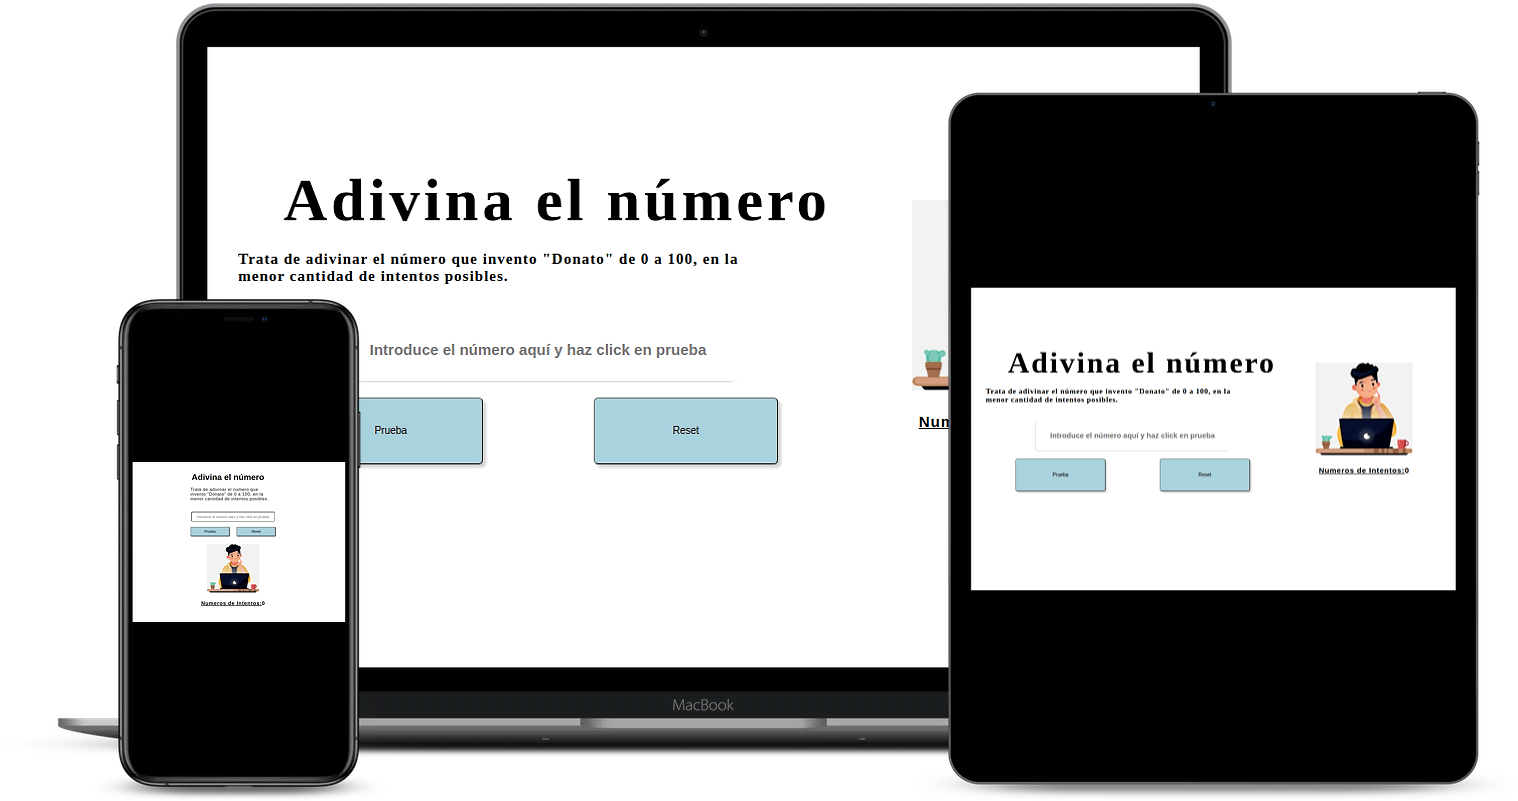 Adivina el número
Trata de adivinar el número que invento "Donato" de 0 a 100, en la
menor cantidad de intentos posibles.
Introduce el número aquí y haz click en prueba
Prueba
Reset
Num
MacBook
Adivina el número
Trata de adivinar el número que
invento "Donato" de 0 a 100, en la
menor cantidad de intentos posibles.
Introduce el número aquí y haz click en prueba
Prueba
Reset
Numeros de Intentos:0
Adivina el número
Trata de adivinar el número que invento "Donato" de 0 a 100, en la
menor cantidad de intentos posibles.
Introduce el número aquí y haz click en prueba
Prueba
Reset
Numeros de Intentos:0